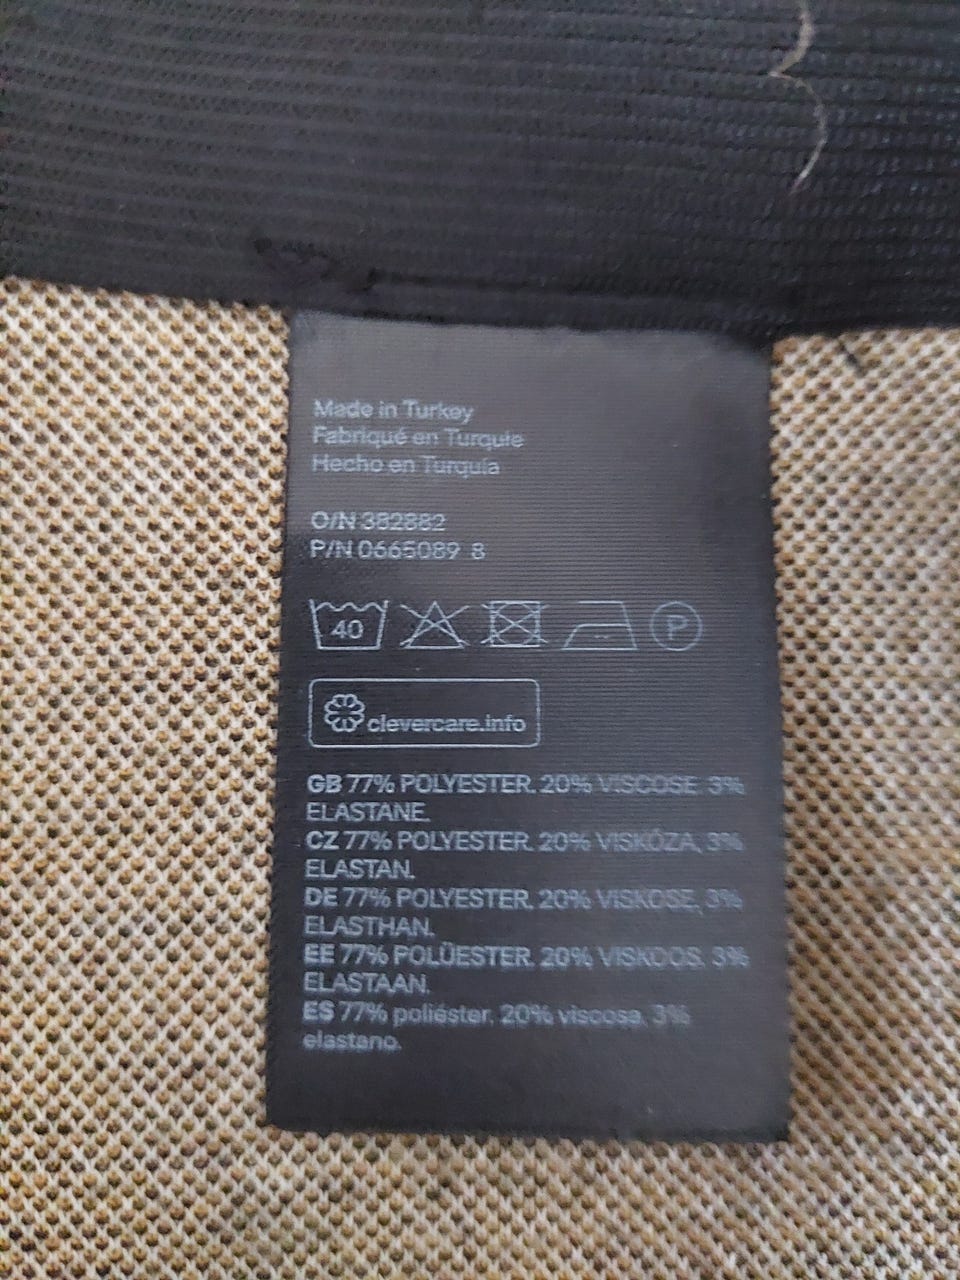 Made in Turkey
Fabriqué en Turquie
Hecho en Turquía
O/N 382882
P/N 0665089 8
40
P
clevercare.info
GB 77% POLYESTER. 20% VISCOSE. 3%
ELASTANE.
CZ 77% POLYESTER. 20% VISKÓZA, 3%
ELASTAN.
DE 77% POLYESTER. 20% VISKOSE, 3%
ELASTHAN.
EE 77% POLÜESTER. 20% VISKOOS. 3%
ELASTAAN.
ES 77% poliéster. 20% viscosa. 3%
elastano.